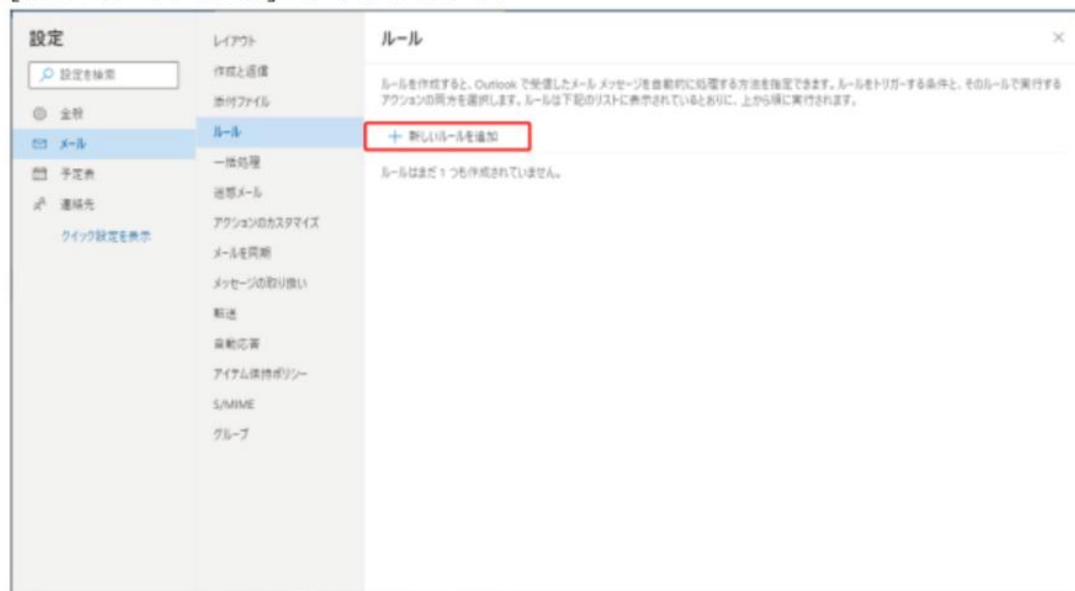 設定
設定を検索
全般
メール
予定表
連絡先
クイック設定を表示
レイアウト
作成と返信
添付ファイル
ルール
一括処理
迷惑メール
アクションのカスタマイズ
メールを同期
メッセージの取り扱い
転送
自動応答
アイテム保持ポリシー
S/MIME
グループ
ルール
ルールを作成すると、Outlook で受信したメール メッセージを自動的に処理する方法を指定できます。ルールをトリガーする条件と、そのルールで実行する
アクションの両方を選択します。ルールは下記のリストに表示されているとおりに、上から順に実行されます。
新しいルールを追加
ルールはまだ 1 つも作成されていません。